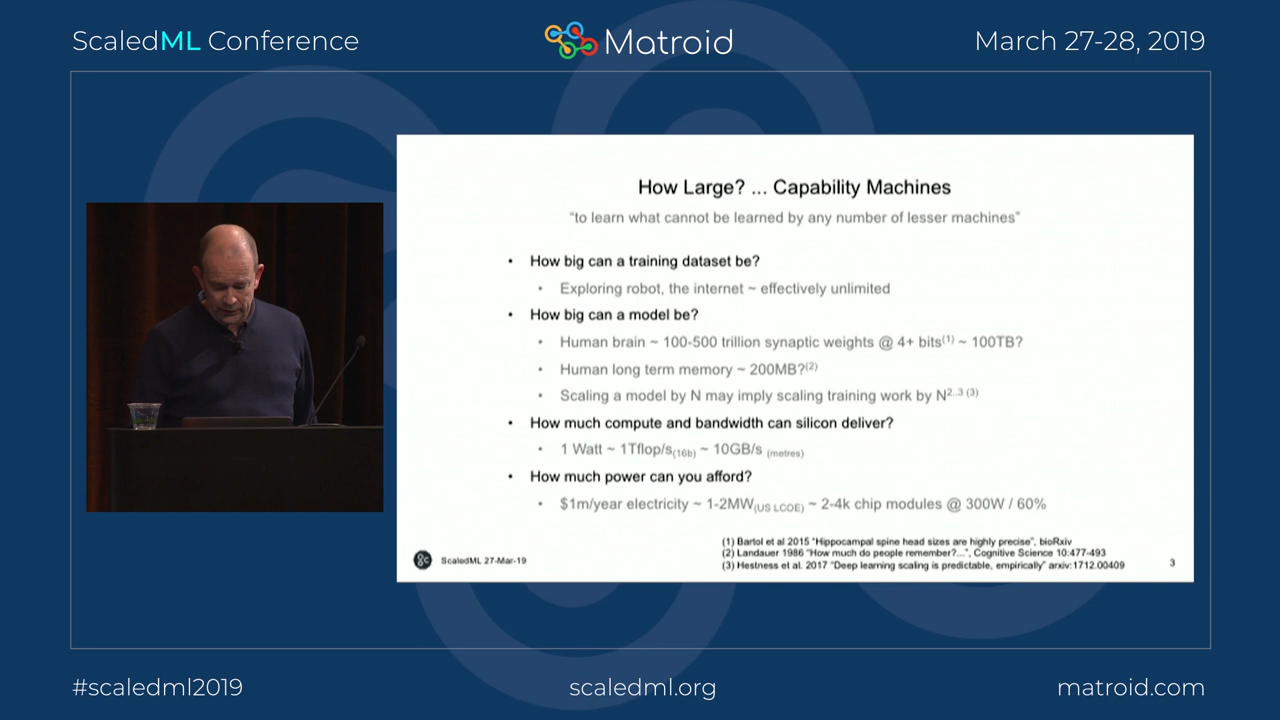 ScaledML Conference
Matroid
March 27-28, 2019
How Large? ... Capability Machines
"to learn what cannot be learned by any number of lesser machines"
• How big can a training dataset be?
• Exploring robot, the internet ~ effectively unlimited
• How big can a model be?
• Human brain ~ 100-500 trillion synaptic weights @ 4+ bits(1) ~ 100TB?
• Human long term memory ~ 200MB?(2)
• Scaling a model by N may imply scaling training work by N2..3 (3)
• How much compute and bandwidth can silicon deliver?
• 1 Watt ~ 1Tflop/s(16b) ~ 10GB/s (metres)
• How much power can you afford?
• $1m/year electricity ~ 1-2MW(US LCOE) ~ 2-4k chip modules @ 300W / 60%
(1) Bartol et al 2015 "Hippocampal spine head sizes are highly precise", bioRxiv
(2) Landauer 1986 "How much do people remember?...", Cognitive Science 10:477-493
(3) Hestness et al. 2017 "Deep learning scaling is predictable, empirically" arxiv:1712.00409
ScaledML 27-Mar-19
3
#scaledml2019
scaledml.org
matroid.com